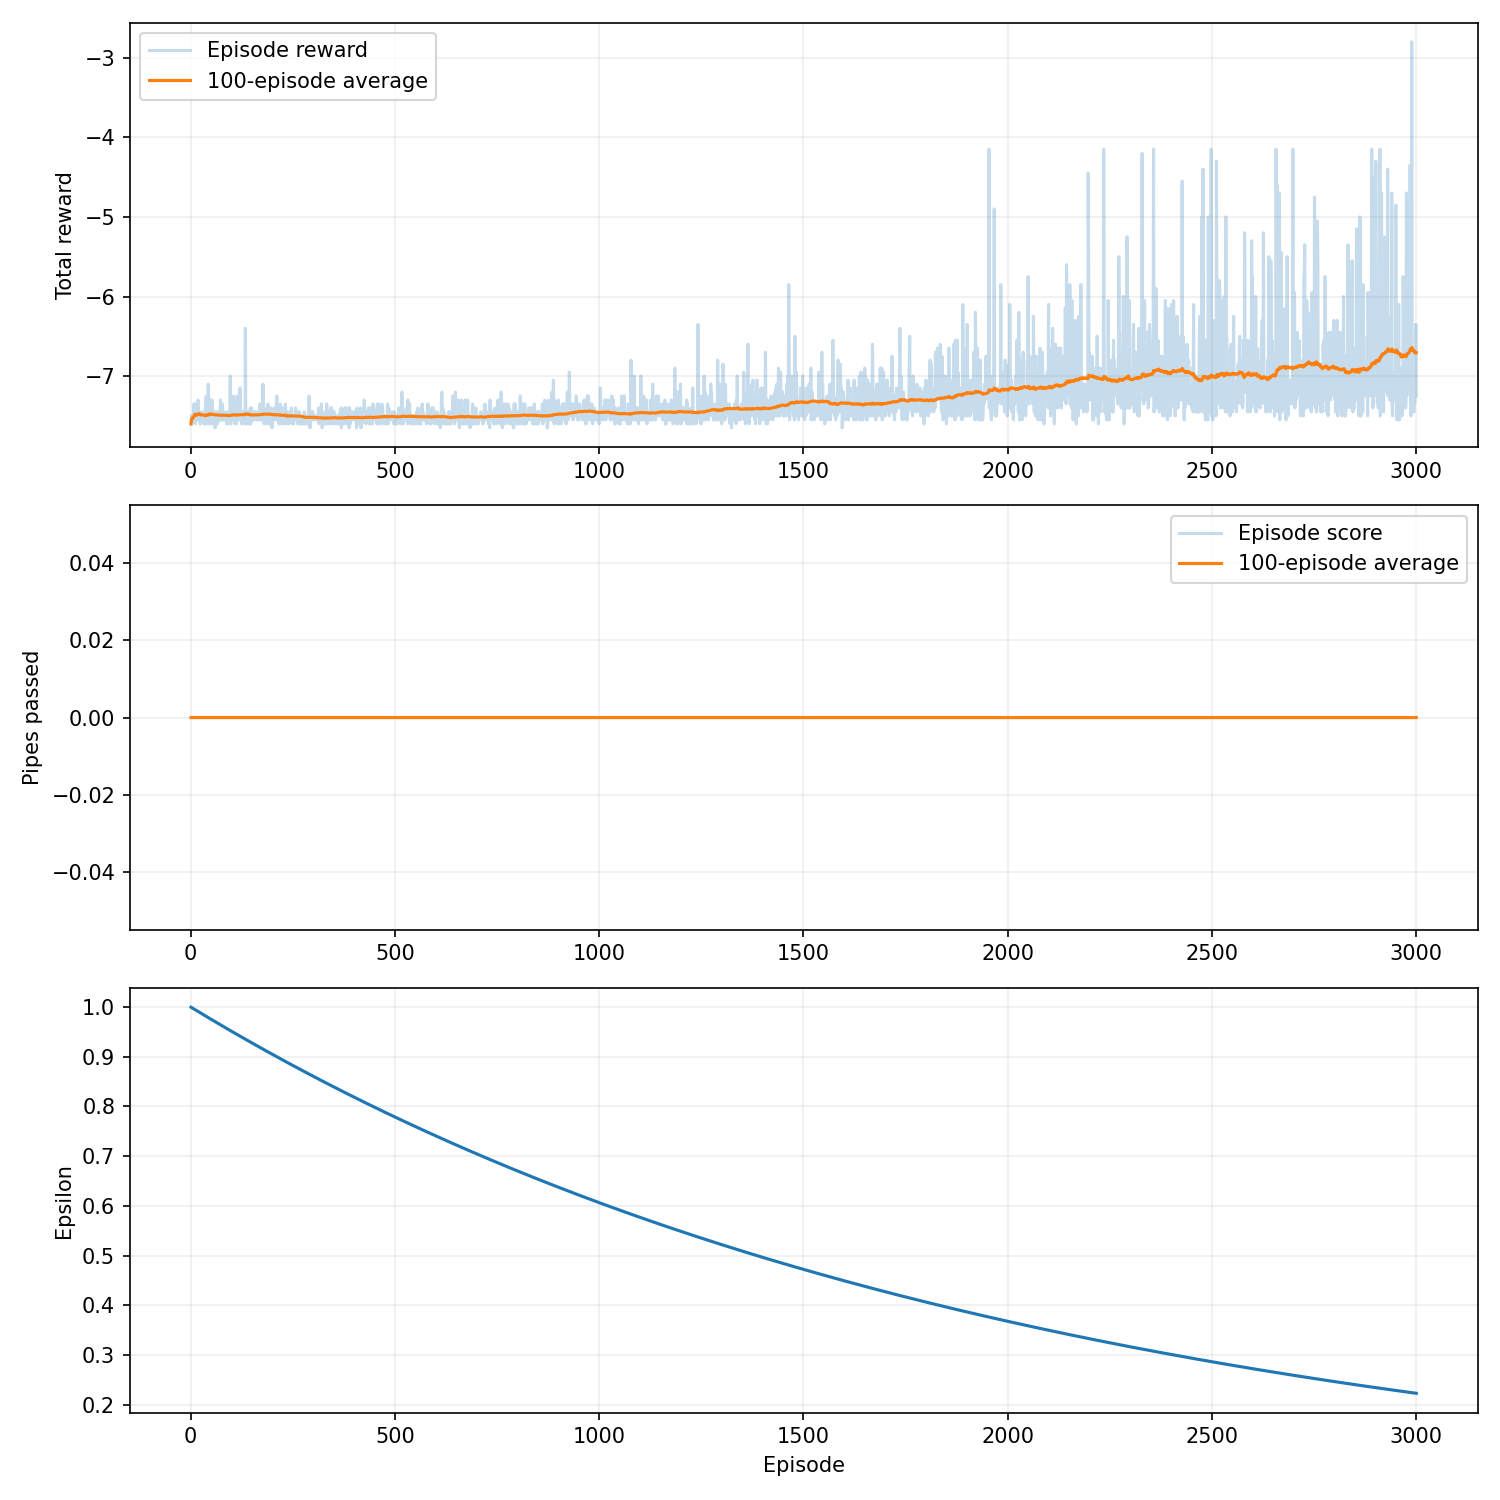 Episode reward
100-episode average
−3
−4
−5
−6
−7
Total reward
0 500 1000 1500 2000 2500 3000
Episode score
100-episode average
0.04
0.02
0.00
−0.02
−0.04
Pipes passed
0 500 1000 1500 2000 2500 3000
1.0
0.9
0.8
0.7
0.6
0.5
0.4
0.3
0.2
Epsilon
0 500 1000 1500 2000 2500 3000
Episode